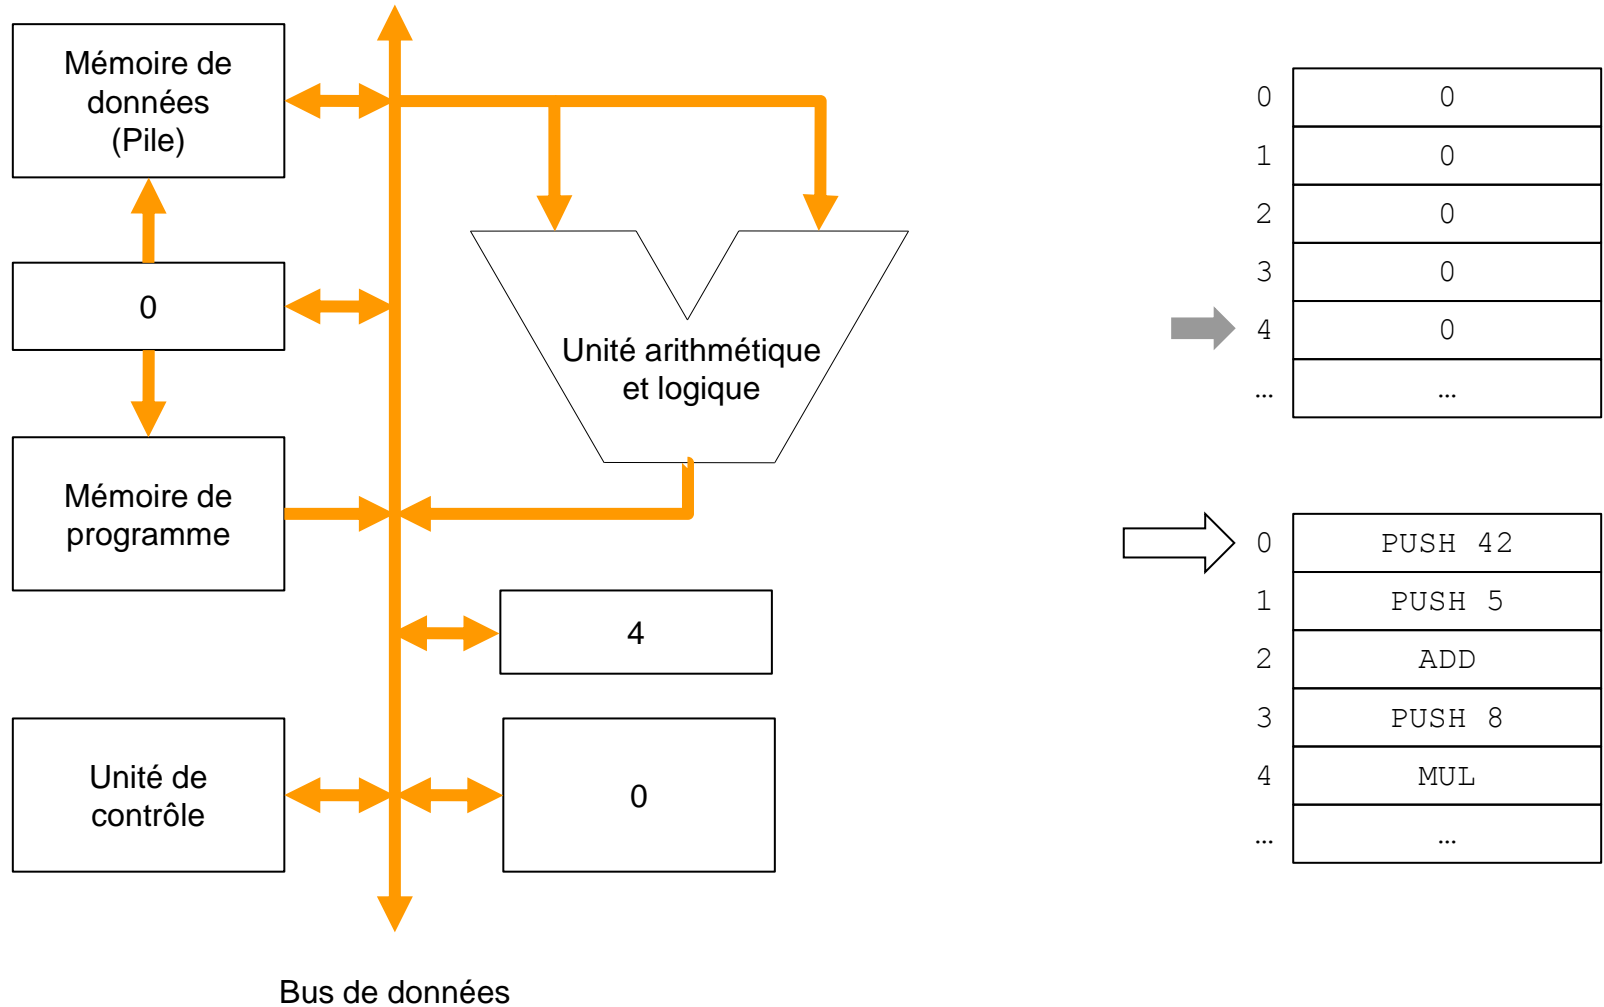 Mémoire de
données
(Pile)
0
Mémoire de
programme
Unité de
contrôle
Unité arithmétique
et logique
4
0
Bus de données
0 0
1 0
2 0
3 0
4 0
… …
0 PUSH 42
1 PUSH 5
2 ADD
3 PUSH 8
4 MUL
… …